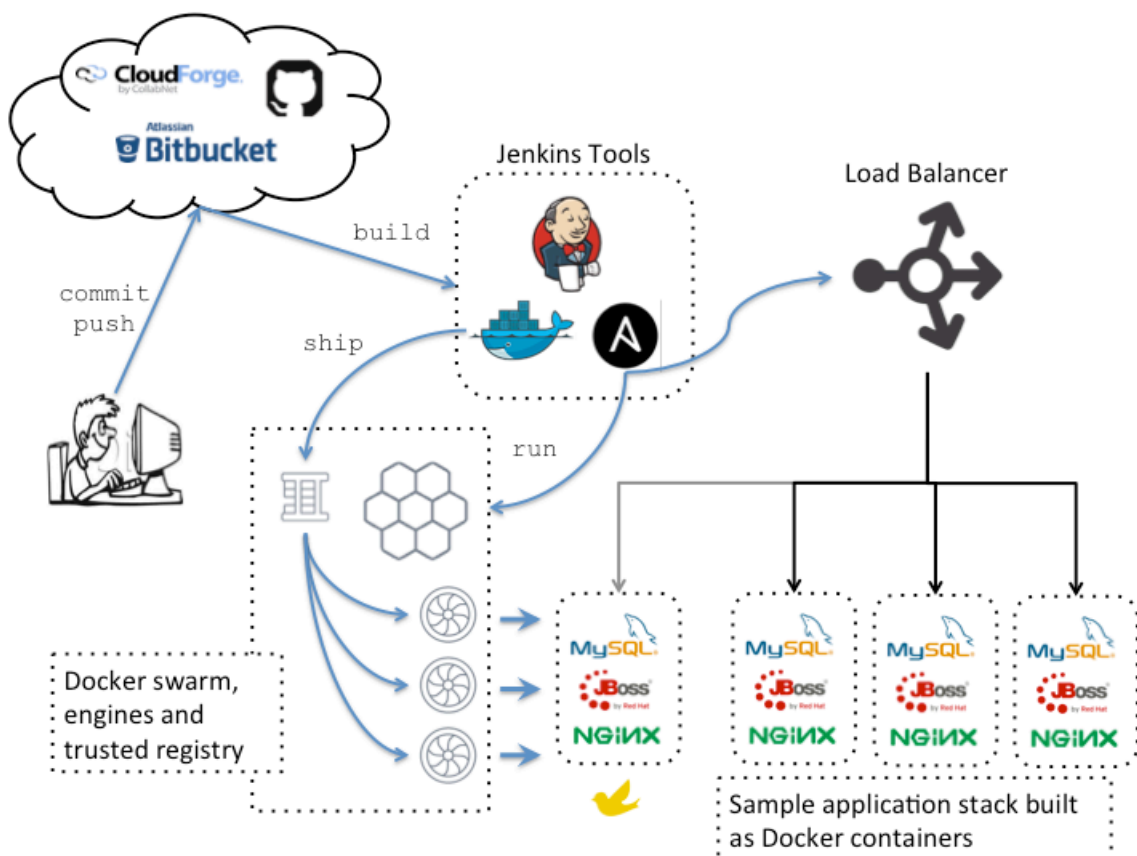 CloudForge.
by CollabNet
Atlassian
Bitbucket
Jenkins Tools
Load Balancer
build
commit
push
ship
run
MySQL®
JBoss®
by Red Hat
NGiNX
MySQL®
JBoss®
by Red Hat
NGiNX
MySQL®
JBoss®
by Red Hat
NGiNX
MySQL®
JBoss®
by Red Hat
NGiNX
Docker swarm,
engines and
trusted registry
Sample application stack built
as Docker containers